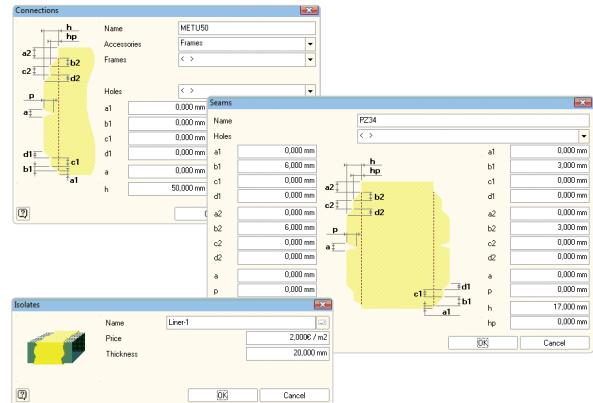 Connections
Name METU50
Accessories Frames
Frames < >
Holes < >
a1 0,000 mm
b1 0,000 mm
c1 0,000 mm
d1 0,000 mm
a 0,000 mm
h 50,000 mm
h
hp
a2
b2
c2
d2
p
a
d1
c1
b1
a1
Seams
Name PZ34
Holes < >
a1 0,000 mm
b1 6,000 mm
c1 0,000 mm
d1 0,000 mm
a2 0,000 mm
b2 6,000 mm
c2 0,000 mm
d2 0,000 mm
a 0,000 mm
p 0,000 mm
h
hp
a2
b2
c2
d2
p
a
c1
d1
b1
a1
a1 0,000 mm
b1 3,000 mm
c1 0,000 mm
d1 0,000 mm
a2 0,000 mm
b2 3,000 mm
c2 0,000 mm
d2 0,000 mm
a 0,000 mm
p 0,000 mm
h 17,000 mm
hp 0,000 mm
OK Cancel
Isolates
Name Liner-1
Price 2,000€ / m2
Thickness 20,000 mm
OK Cancel